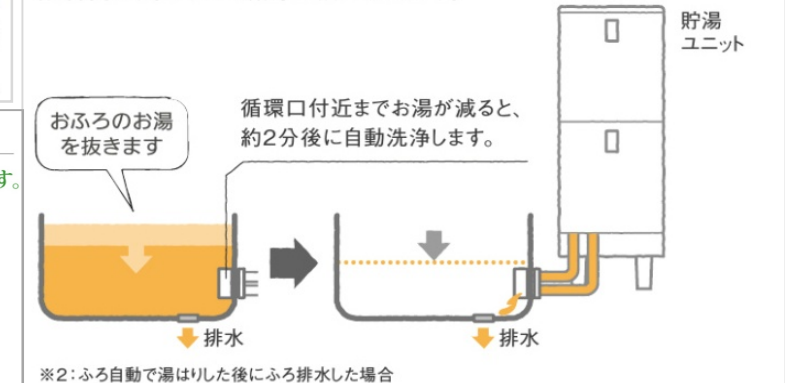 貯湯
ユニット
おふろのお湯
を抜きます
循環口付近までお湯が減ると、
約2分後に自動洗浄します。
す。
排水
排水
※2：ふろ自動で湯はりした後にふろ排水した場合